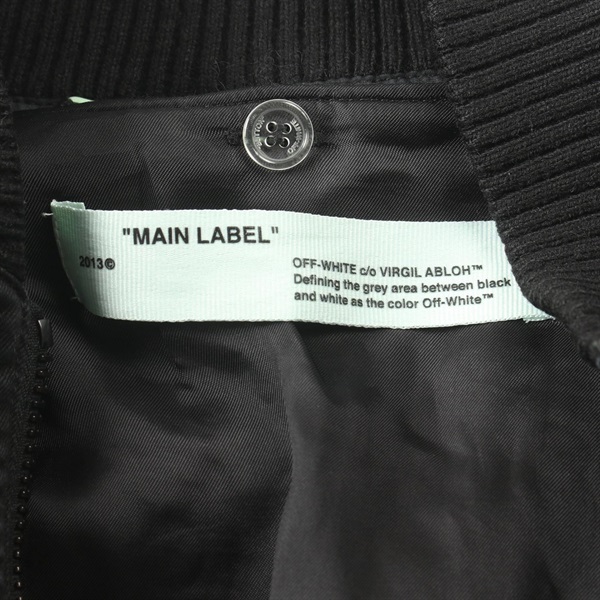 "MAIN LABEL"
2013©
OFF-WHITE c/o VIRGIL ABLOH™
Defining the grey area between black
and white as the color Off-White™